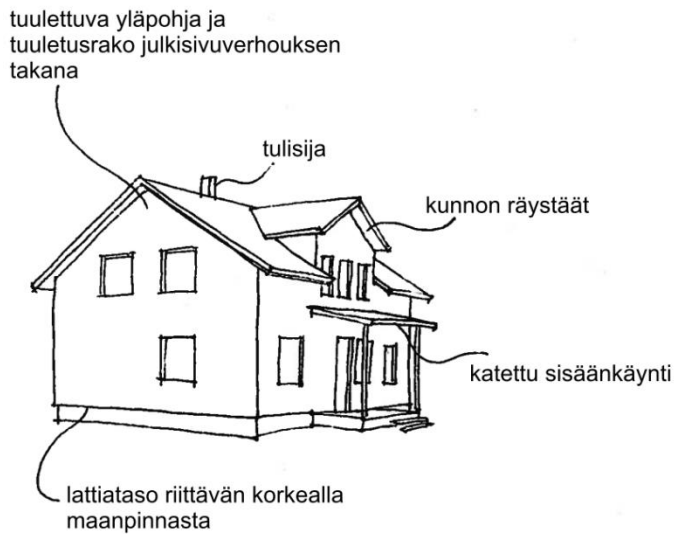 tuulettuva yläpohja ja
tuuletusrako julkisivuverhouksen
takana
tulisija
kunnon räystäät
katettu sisäänkäynti
lattiataso riittävän korkealla
maanpinnasta